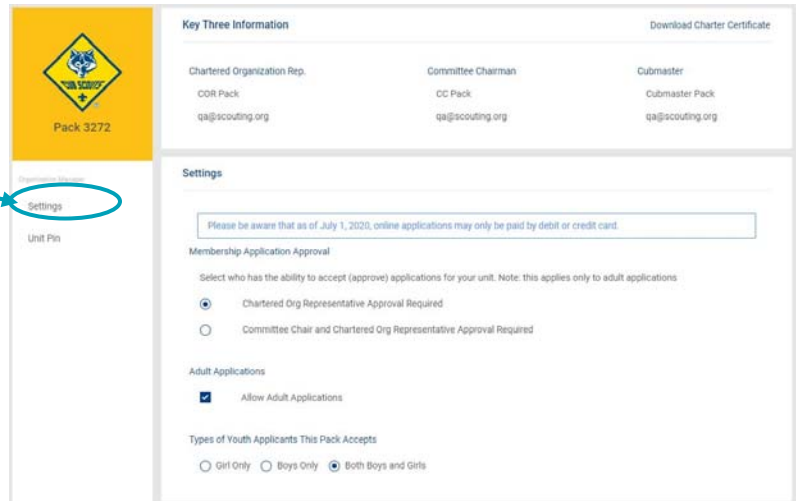 CUB SCOUTS
Pack 3272
Organization Manager
Settings
Unit Pin
Key Three Information
Download Charter Certificate
Chartered Organization Rep.
COR Pack
qa@scouting.org
Committee Chairman
CC Pack
qa@scouting.org
Cubmaster
Cubmaster Pack
qa@scouting.org
Settings
Please be aware that as of July 1, 2020, online applications may only be paid by debit or credit card.
Membership Application Approval
Select who has the ability to accept (approve) applications for your unit. Note: this applies only to adult applications
Chartered Org Representative Approval Required
Committee Chair and Chartered Org Representative Approval Required
Adult Applications
Allow Adult Applications
Types of Youth Applicants This Pack Accepts
Girl Only Boys Only Both Boys and Girls